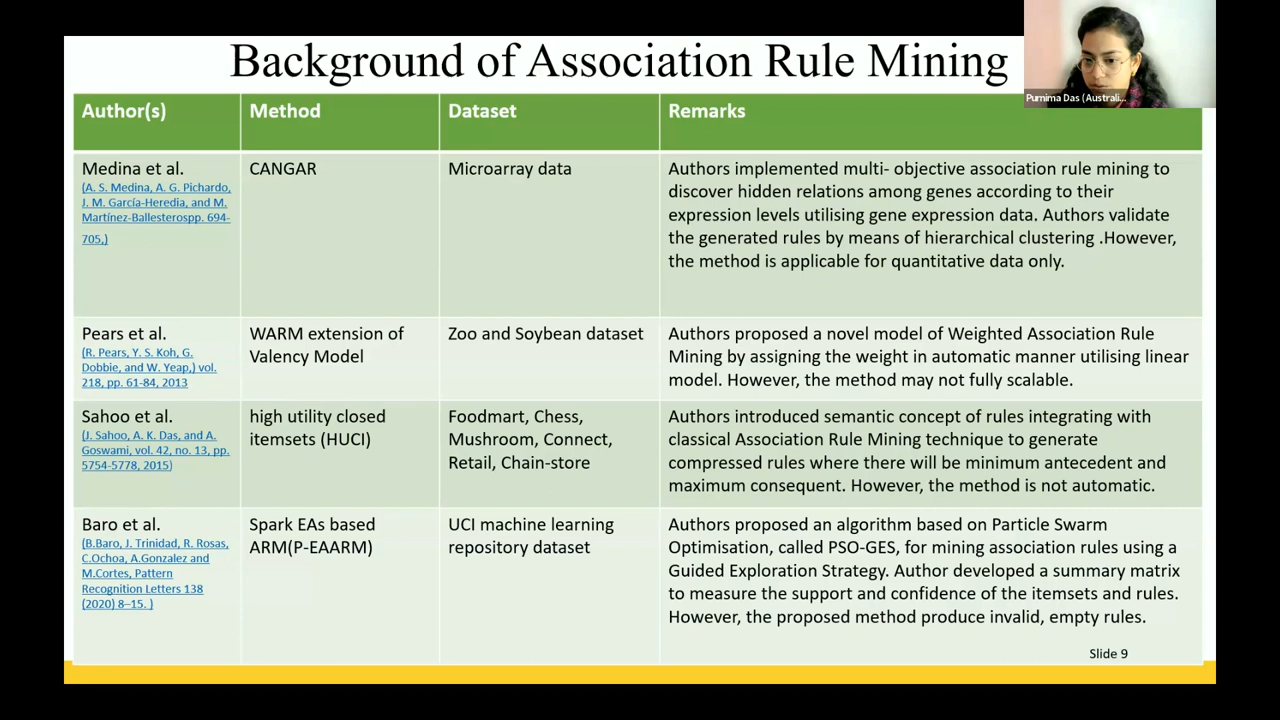 Background of Association Rule Mining
Purnima Das (Australi...
Author(s)
Method
Dataset
Remarks
Medina et al.
(A. S. Medina, A. G. Pichardo,
J. M. García-Heredia, and M.
Martínez-Ballesterospp. 694-
705,)
CANGAR
Microarray data
Authors implemented multi- objective association rule mining to
discover hidden relations among genes according to their
expression levels utilising gene expression data. Authors validate
the generated rules by means of hierarchical clustering .However,
the method is applicable for quantitative data only.
Pears et al.
(R. Pears, Y. S. Koh, G.
Dobbie, and W. Yeap,) vol.
218, pp. 61-84, 2013
WARM extension of
Valency Model
Zoo and Soybean dataset
Authors proposed a novel model of Weighted Association Rule
Mining by assigning the weight in automatic manner utilising linear
model. However, the method may not fully scalable.
Sahoo et al.
(J. Sahoo, A. K. Das, and A.
Goswami, vol. 42, no. 13, pp.
5754-5778, 2015)
high utility closed
itemsets (HUCI)
Foodmart, Chess,
Mushroom, Connect,
Retail, Chain-store
Authors introduced semantic concept of rules integrating with
classical Association Rule Mining technique to generate
compressed rules where there will be minimum antecedent and
maximum consequent. However, the method is not automatic.
Baro et al.
(B.Baro, J. Trinidad, R. Rosas,
C.Ochoa, A.Gonzalez and
M.Cortes, Pattern
Recognition Letters 138
(2020) 8–15. )
Spark EAs based
ARM(P-EAARM)
UCI machine learning
repository dataset
Authors proposed an algorithm based on Particle Swarm
Optimisation, called PSO-GES, for mining association rules using a
Guided Exploration Strategy. Author developed a summary matrix
to measure the support and confidence of the itemsets and rules.
However, the proposed method produce invalid, empty rules.
Slide 9